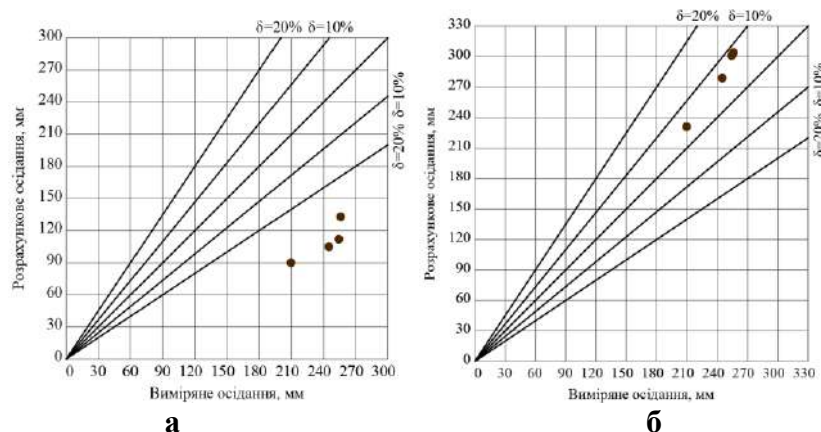 δ=20% δ=10%
300
270
240
210
180
150
120
90
60
30
0
Розрахункове осідання, мм
δ=10%
δ=20%
0 30 60 90 120 150 180 210 240 270 300
Виміряне осідання, мм
а
δ=20% δ=10%
330
300
270
240
210
180
150
120
90
60
30
0
Розрахункове осідання, мм
δ=10%
δ=20%
0 30 60 90 120 150 180 210 240 270 300 330
Виміряне осідання, мм
б